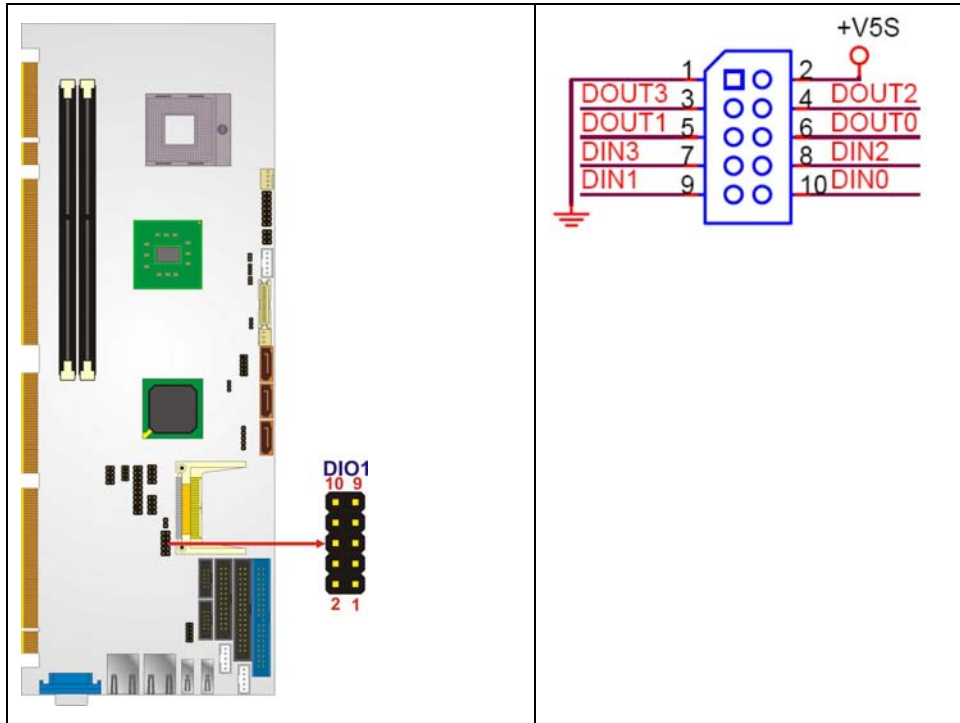 DIO1
10 9
2 1
+V5S
1 2
DOUT3 3 4 DOUT2
DOUT1 5 6 DOUT0
DIN3 7 8 DIN2
DIN1 9 10 DIN0